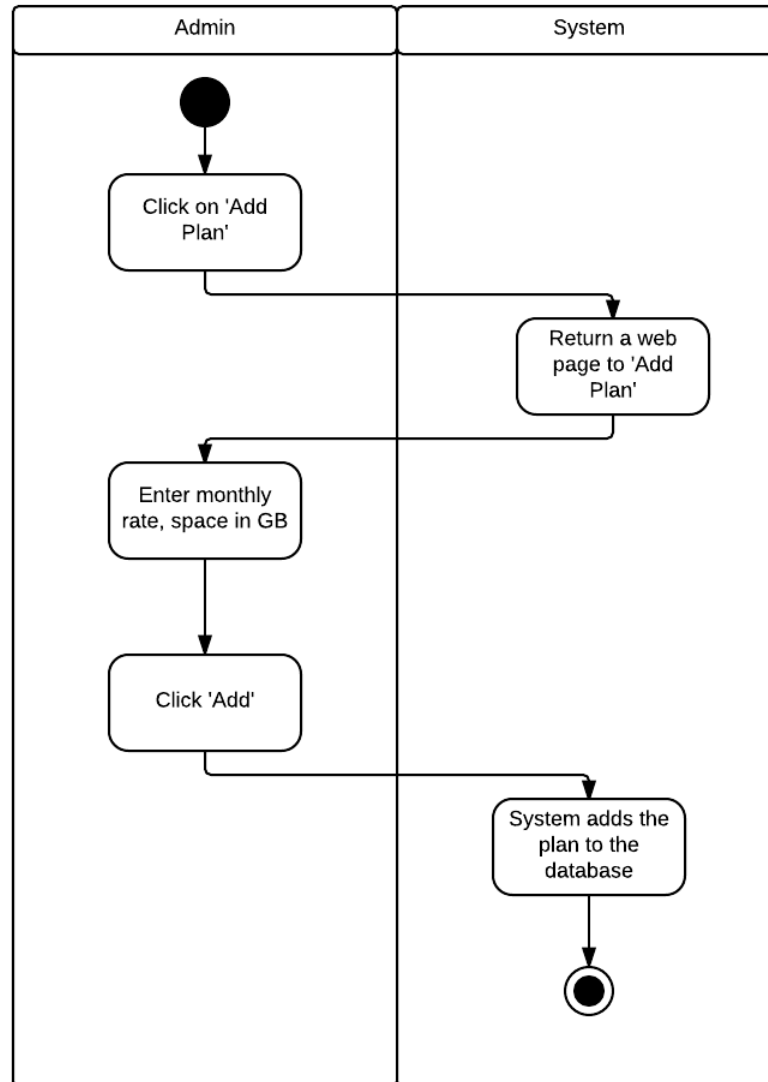 Admin
System
Click on 'Add
Plan'
Return a web
page to 'Add
Plan'
Enter monthly
rate, space in GB
Click 'Add'
System adds the
plan to the
database